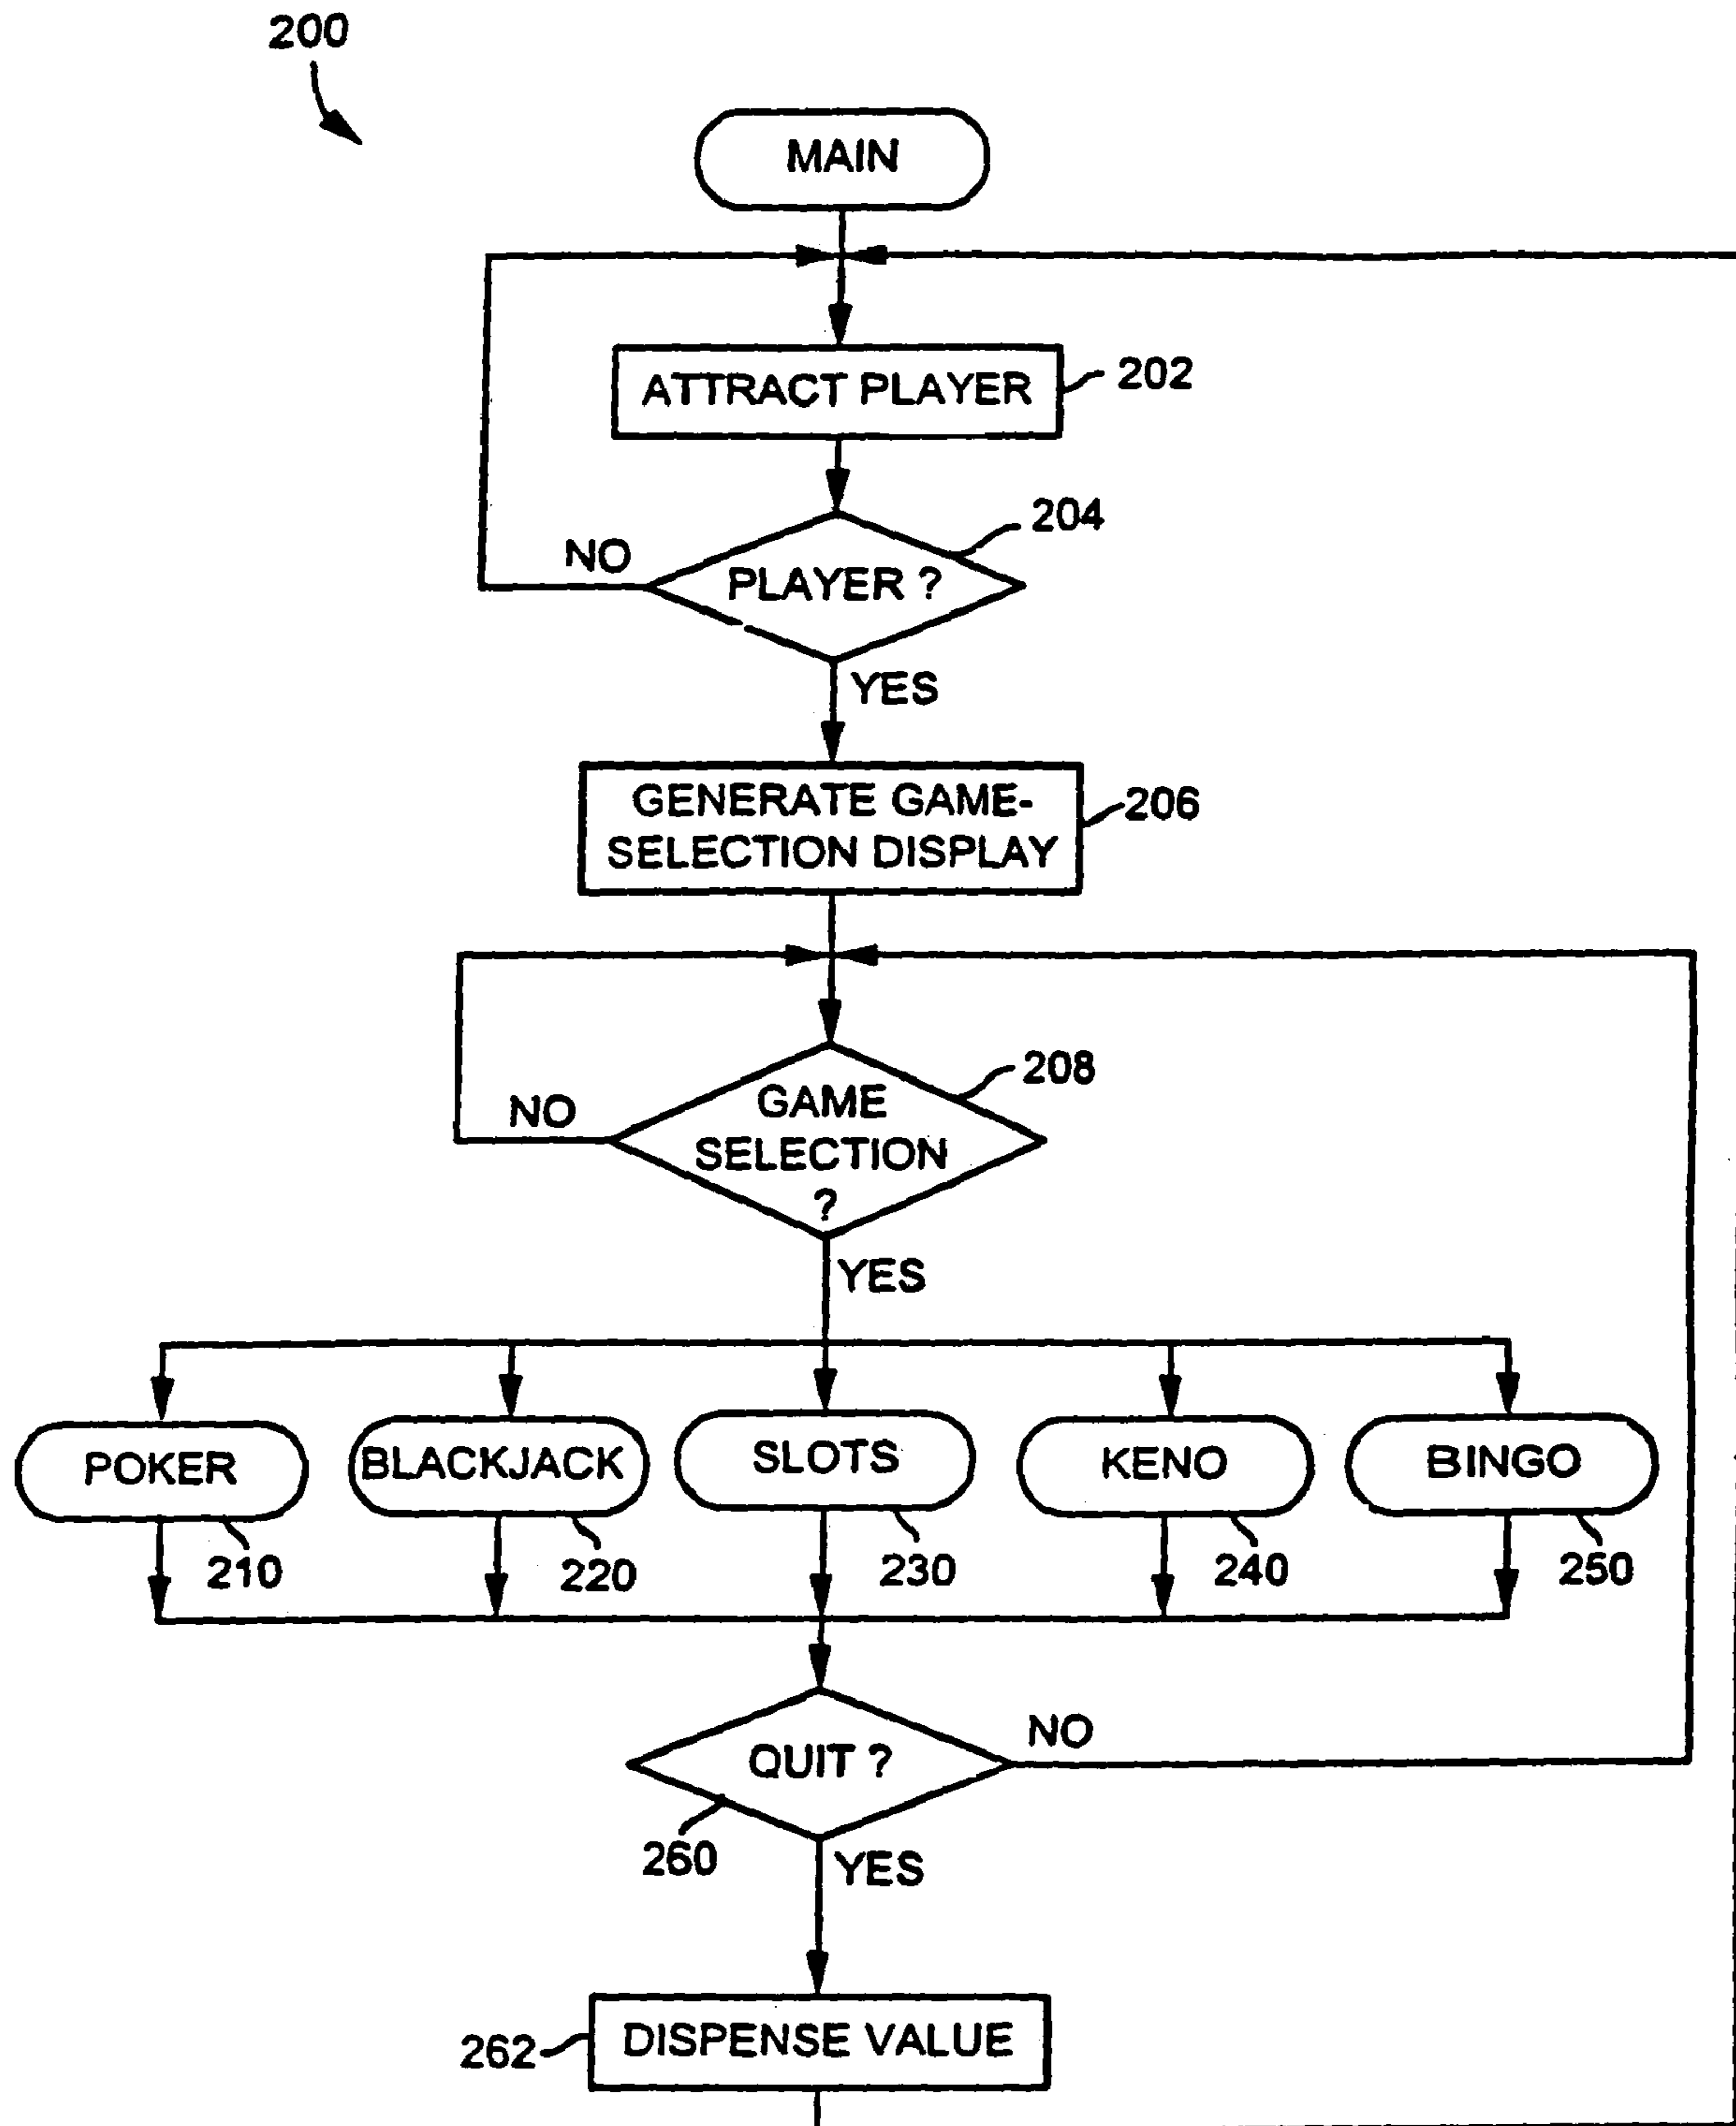 200
MAIN
ATTRACT PLAYER
202
204
NO
PLAYER ?
YES
GENERATE GAME-
SELECTION DISPLAY
206
208
NO
GAME
SELECTION
?
YES
POKER
BLACKJACK
SLOTS
KENO
BINGO
210
220
230
240
250
NO
QUIT ?
260
YES
262
DISPENSE VALUE